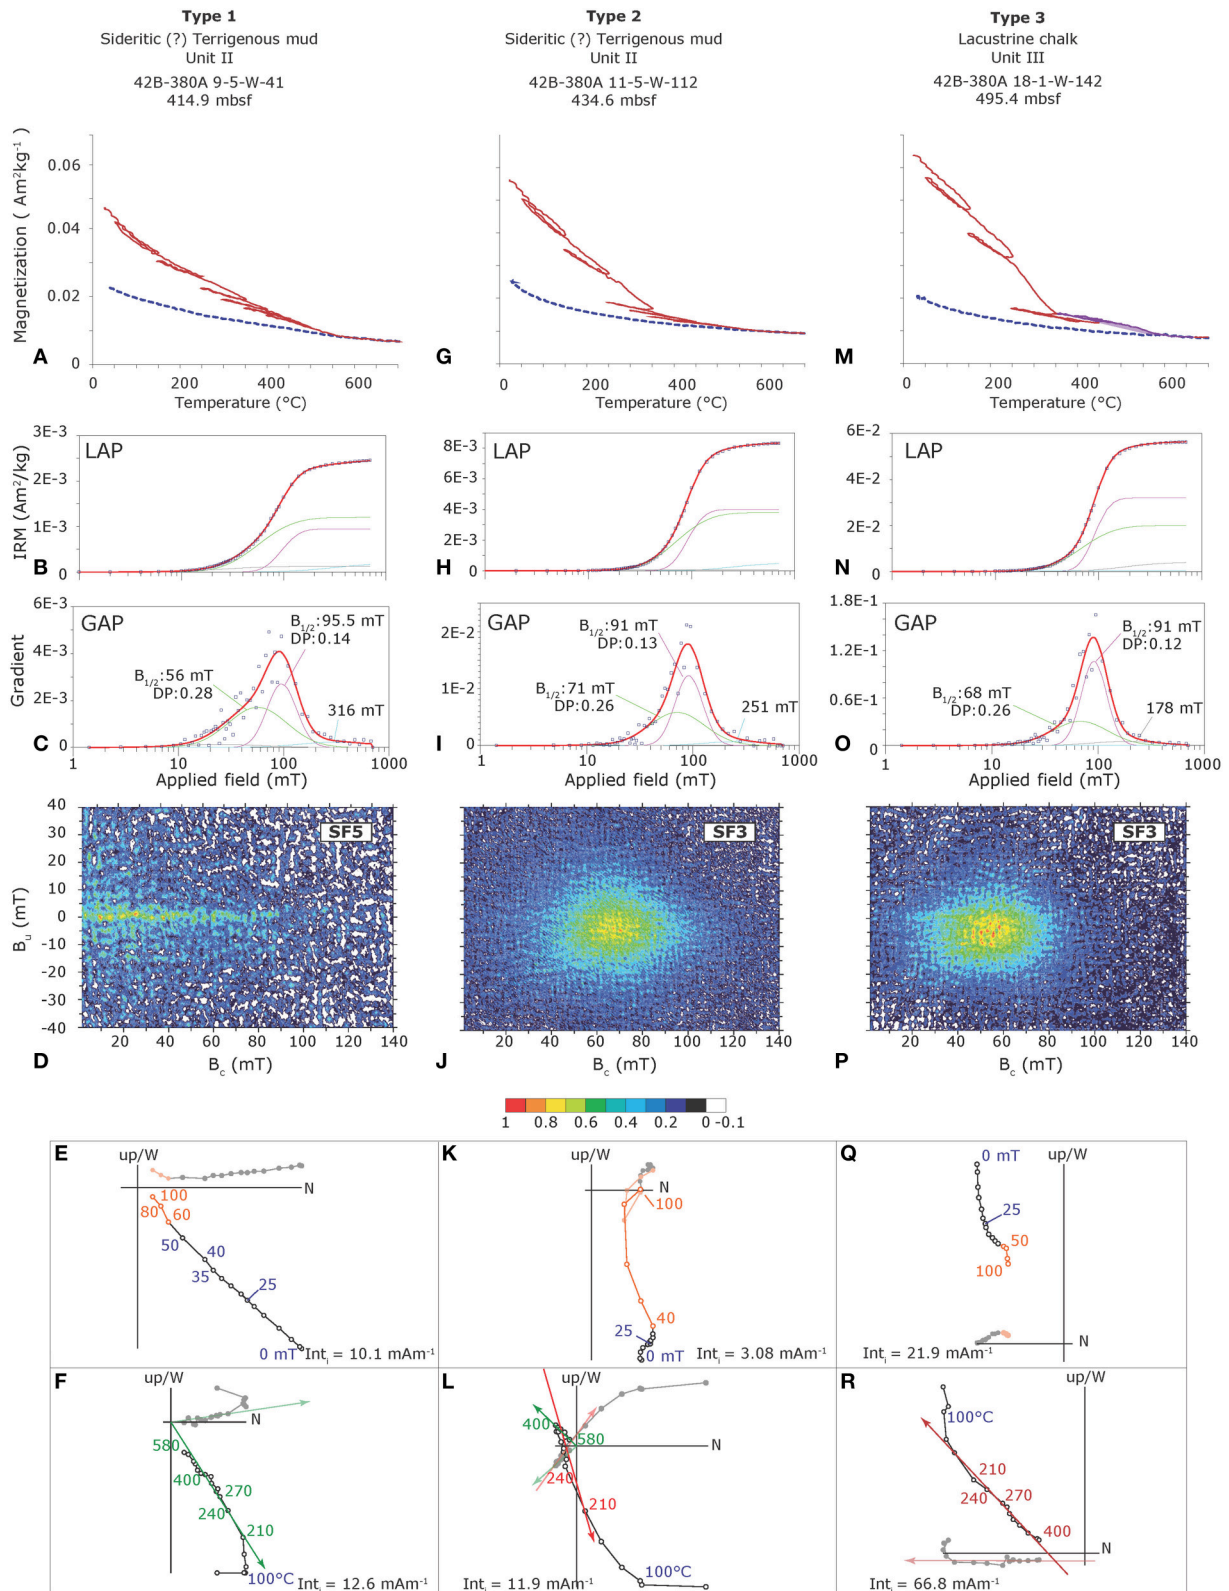 Type 1
Sideritic (?) Terrigenous mud
Unit II
42B-380A 9-5-W-41
414.9 mbsf
Type 2
Sideritic (?) Terrigenous mud
Unit II
42B-380A 11-5-W-112
434.6 mbsf
Type 3
Lacustrine chalk
Unit III
42B-380A 18-1-W-142
495.4 mbsf
Magnetization ( Am²kg⁻¹)
0.06
0.04
0.02
0
A
0 200 400 600
Temperature (°C)
G
0 200 400 600
Temperature (°C)
M
0 200 400 600
Temperature (°C)
IRM (Am²/kg)
3E-3
LAP
1E-3
B
0
1 10 100 1000
8E-3
LAP
6E-3
4E-3
2E-3
H
0
1 10 100 1000
6E-2
LAP
4E-2
2E-2
N
0
1 10 100 1000
Gradient
6E-3
GAP
4E-3
2E-3
C
0
B1/2:95.5 mT
DP:0.14
B1/2:56 mT
DP:0.28
316 mT
1 10 100 1000
Applied field (mT)
GAP
2E-2
1E-2
I
0
B1/2:91 mT
DP:0.13
B1/2:71 mT
DP:0.26
251 mT
1 10 100 1000
Applied field (mT)
1.8E-1
GAP
1.2E-1
0.6E-1
O
0
B1/2:91 mT
DP:0.12
B1/2:68 mT
DP:0.26
178 mT
1 10 100 1000
Applied field (mT)
Bu (mT)
40
30
20
10
0
-10
-20
-30
-40
SF5
20 40 60 80 100 120 140
D
Bc (mT)
SF3
20 40 60 80 100 120 140
J
Bc (mT)
SF3
20 40 60 80 100 120 140
P
Bc (mT)
1 0.8 0.6 0.4 0.2 0 -0.1
E
up/W
N
100
80
60
50
40
35
25
0 mT
Inti = 10.1 mAm⁻¹
K
up/W
N
100
40
25
0 mT
Inti = 3.08 mAm⁻¹
Q
0 mT
up/W
25
50
100
N
Inti = 21.9 mAm⁻¹
F
up/W
N
580
400
270
240
210
100°C
Inti = 12.6 mAm⁻¹
L
up/W
400
580
N
240
210
100°C
Inti = 11.9 mAm⁻¹
R
up/W
100°C
210
240
270
400
N
Inti = 66.8 mAm⁻¹